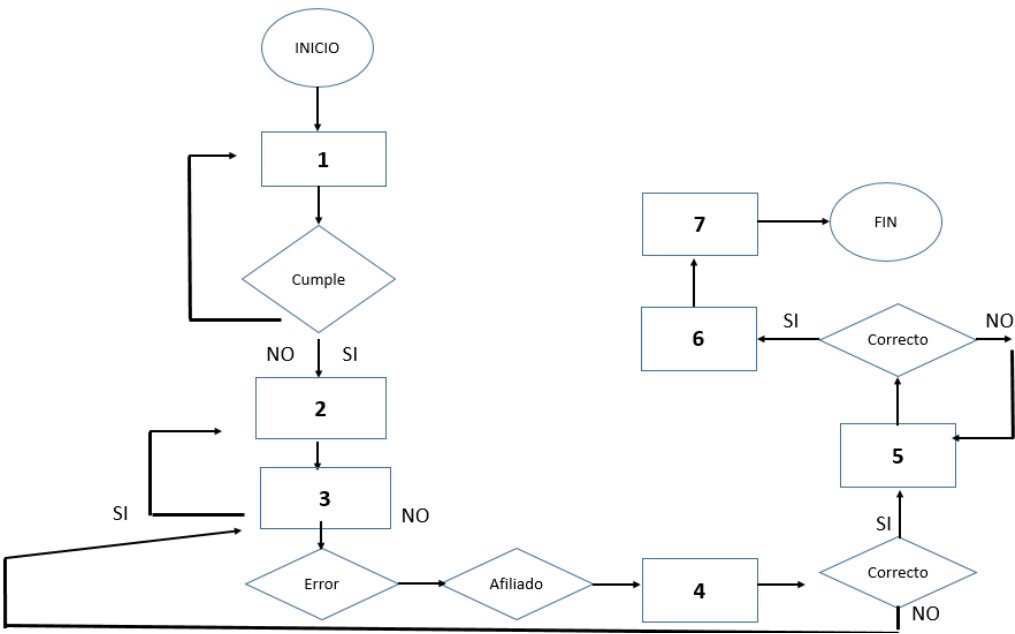 INICIO
1
Cumple
NO SI
2
3
SI
NO
Error
Afiliado
4
Correcto
NO
SI
5
Correcto
NO
SI
6
7
FIN